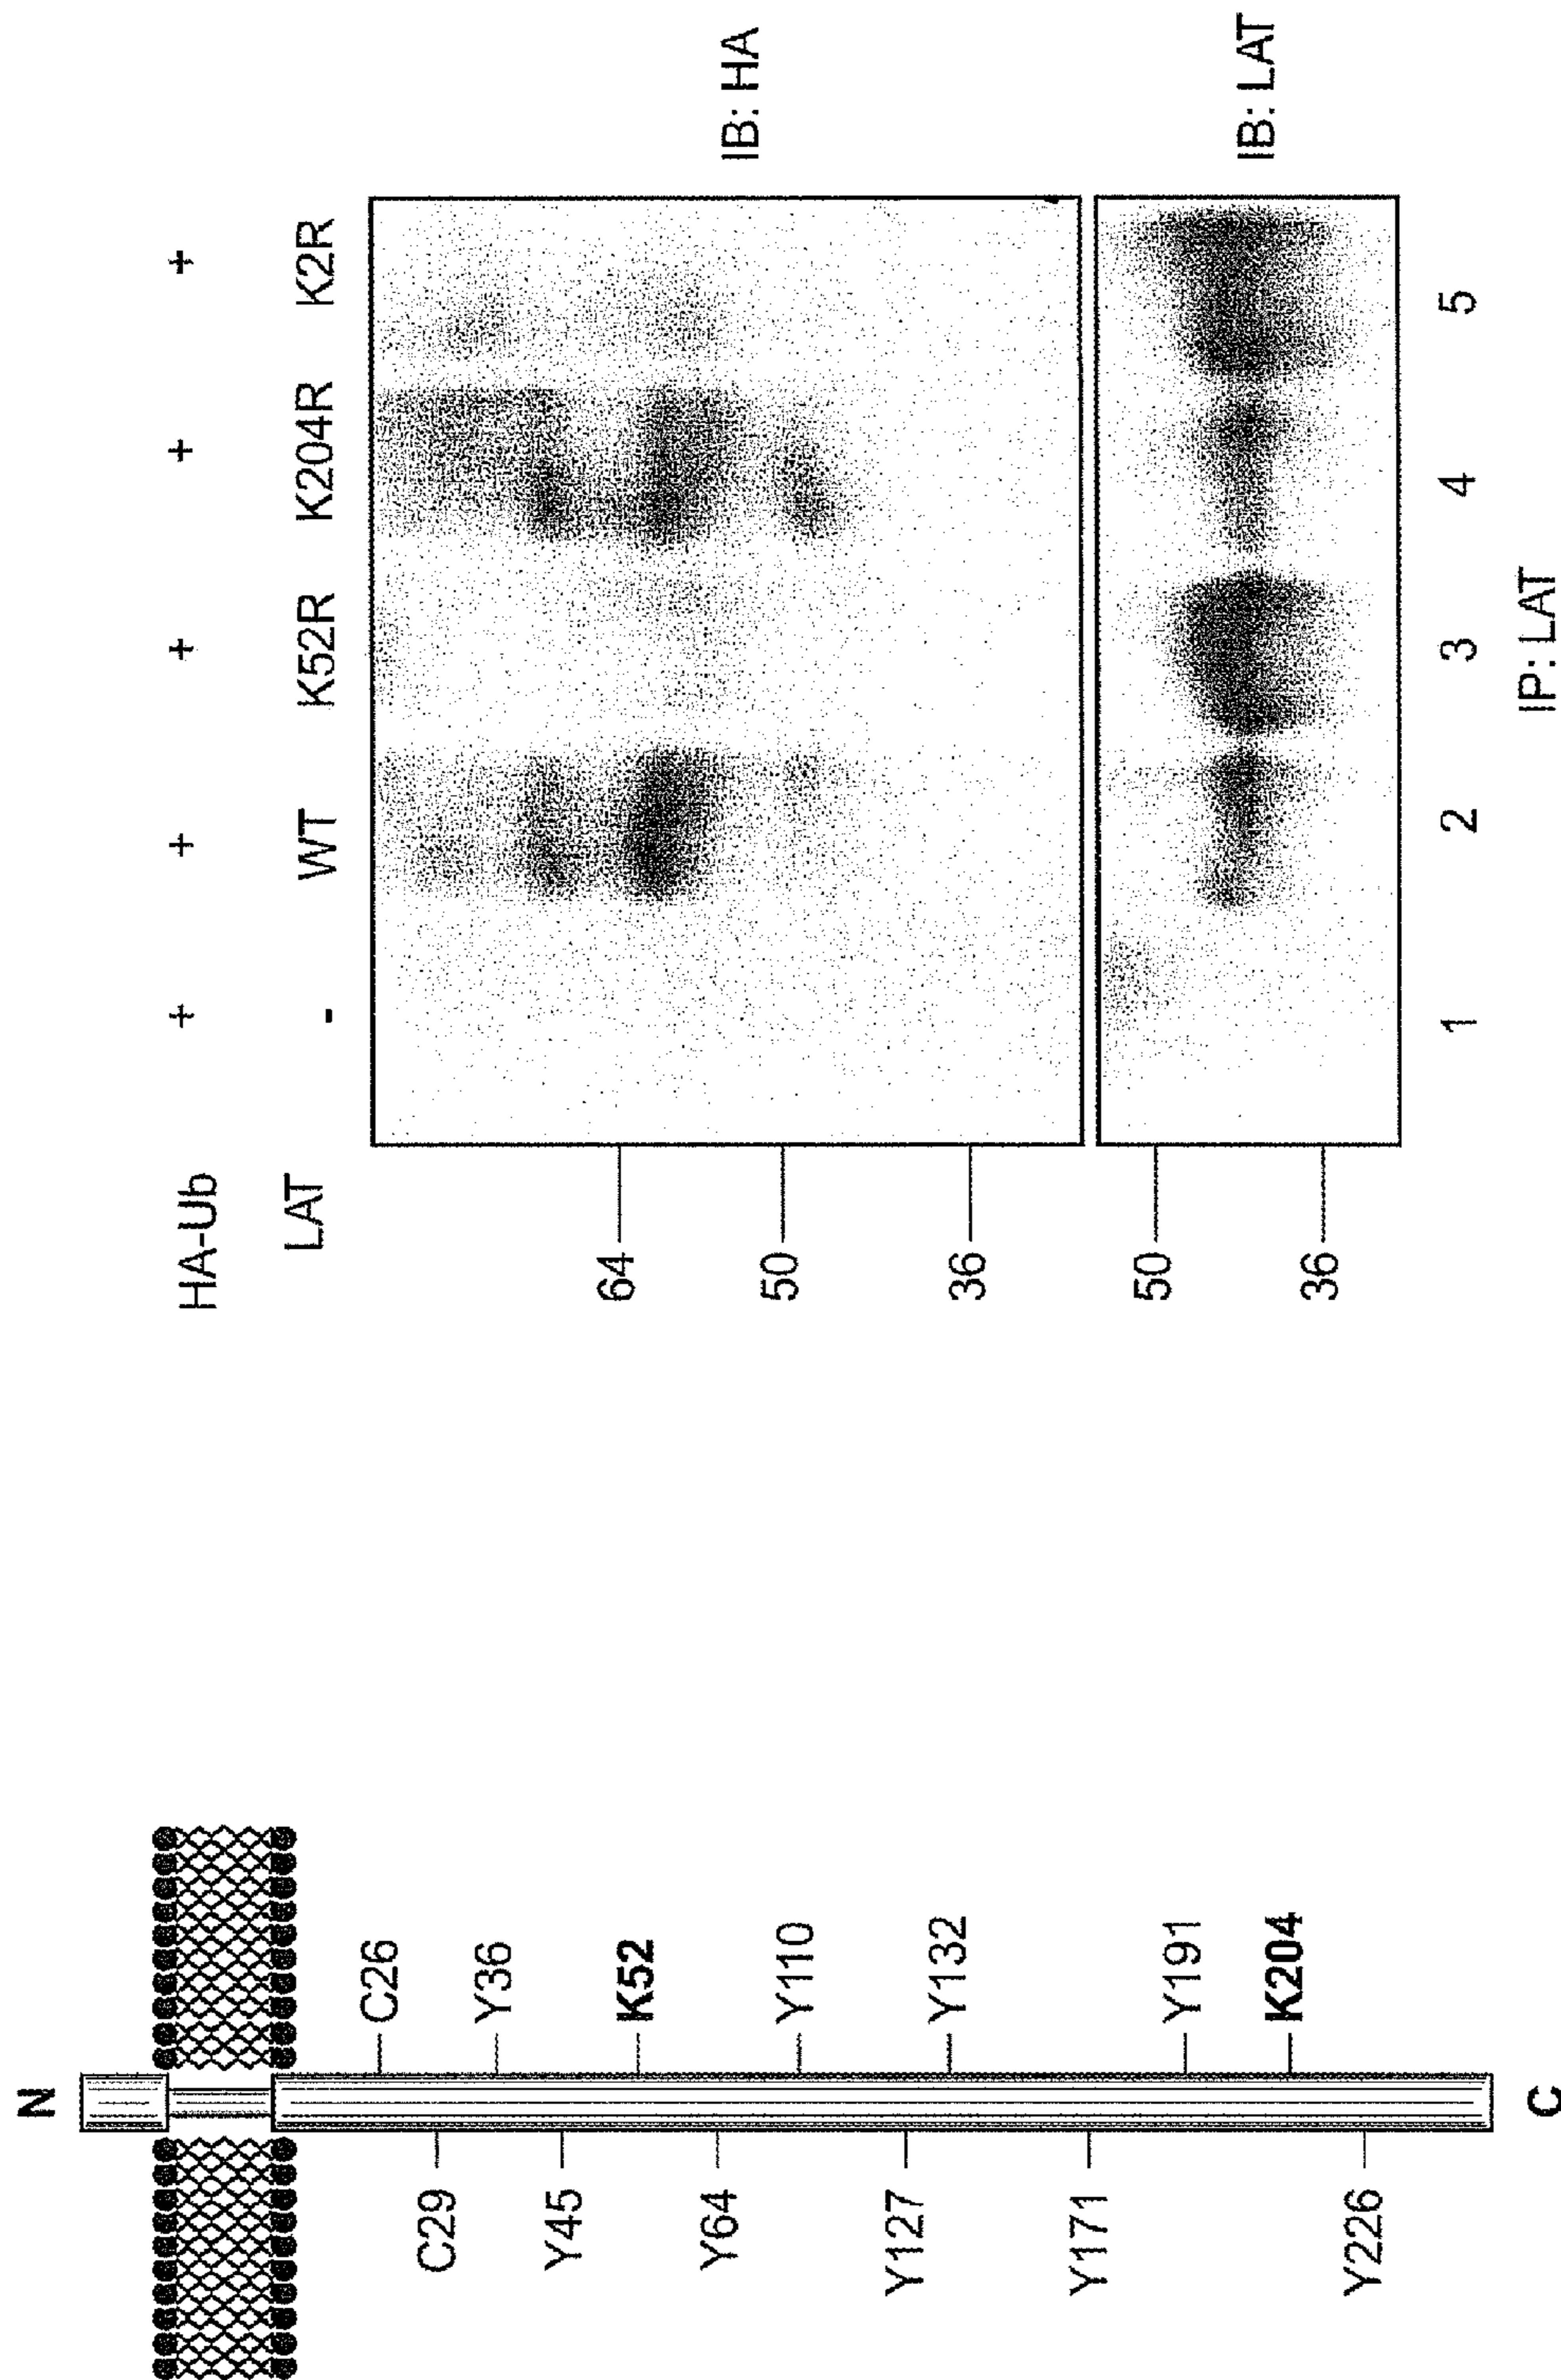 N
C26
C29
Y36
Y45
K52
Y64
Y110
Y127
Y132
Y171
Y191
K204
Y226
C
HA-Ub + + + + +
LAT - WT K52R K204R K2R
64
50
36
IB: HA
50
36
IB: LAT
1 2 3 4 5
IP: LAT